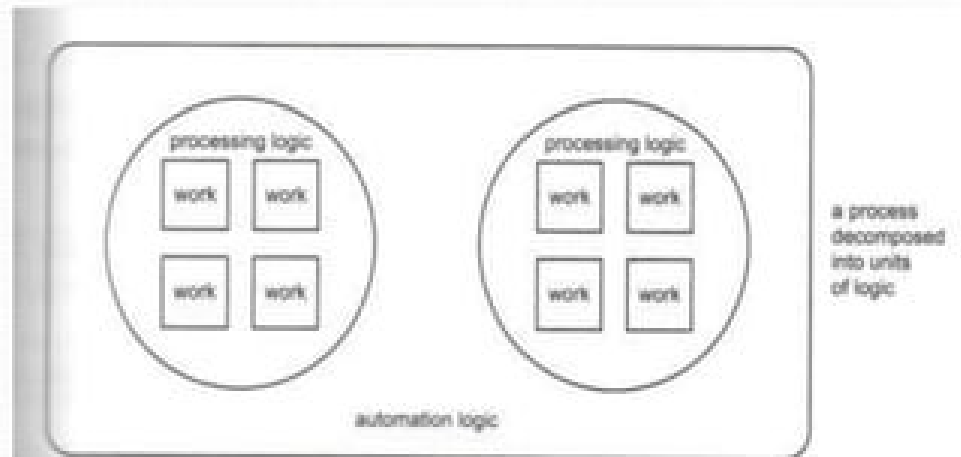 processing logic
processing logic
work work
work work
work work
work work
a process
decomposed
into units
of logic
automation logic